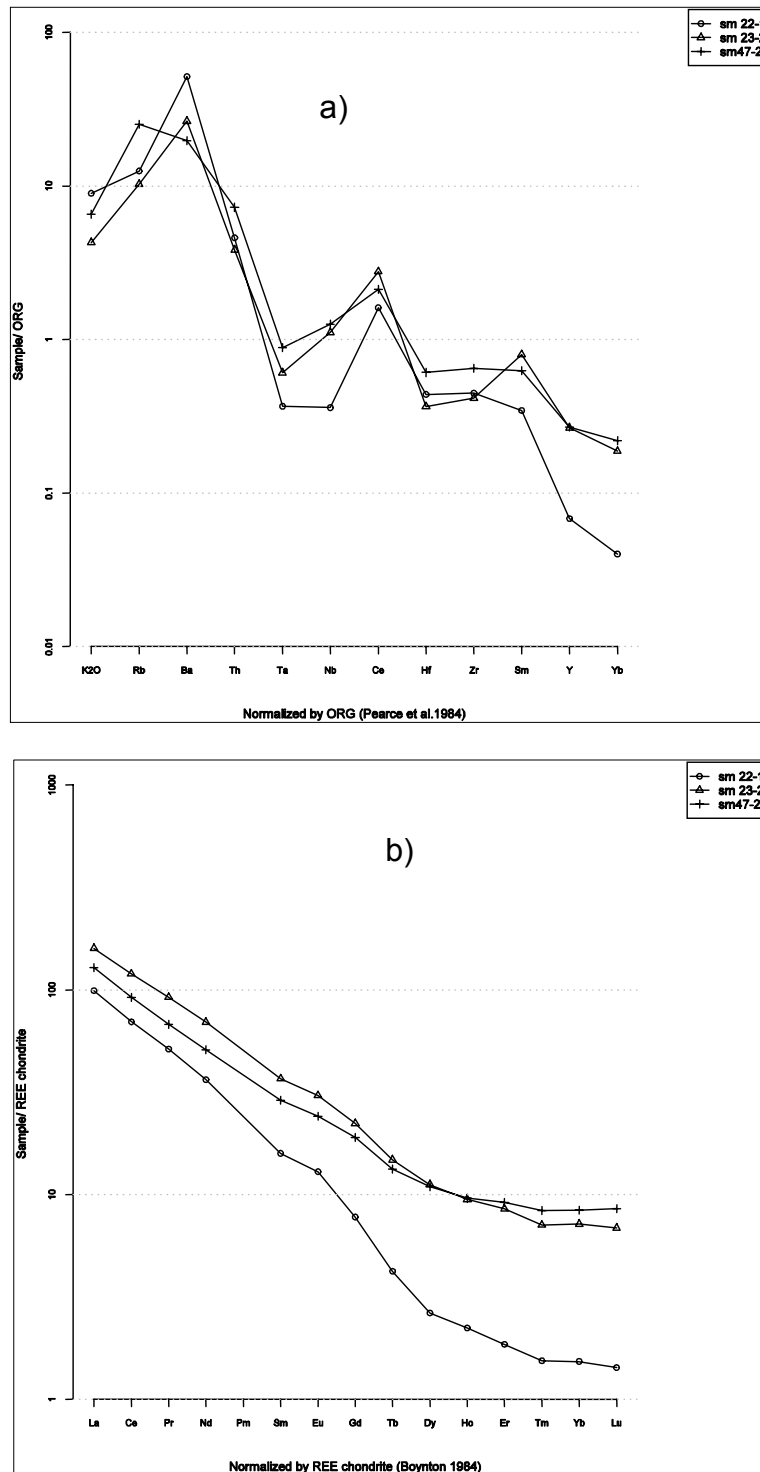 a)
sm 22-
sm 23-
sm47-2
100
10
1
0.1
0.01
Sample/ ORG
K2O Rb Ba Th Ta Nb Ce Hf Zr Sm Y Yb
Normalized by ORG (Pearce et al.1984)
b)
sm 22-
sm 23-2
sm47-2
1000
100
10
1
Sample/ REE chondrite
La Ce Pr Nd Pm Sm Eu Gd Tb Dy Ho Er Tm Yb Lu
Normalized by REE chondrite (Boynton 1984)